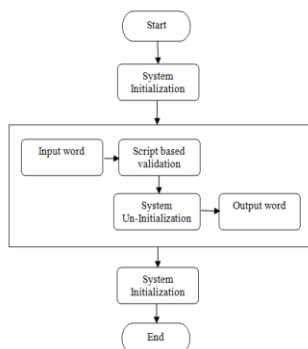 Start
System
Initialization
Input word
Script based
validation
System
Un-Initialization
Output word
System
Initialization
End